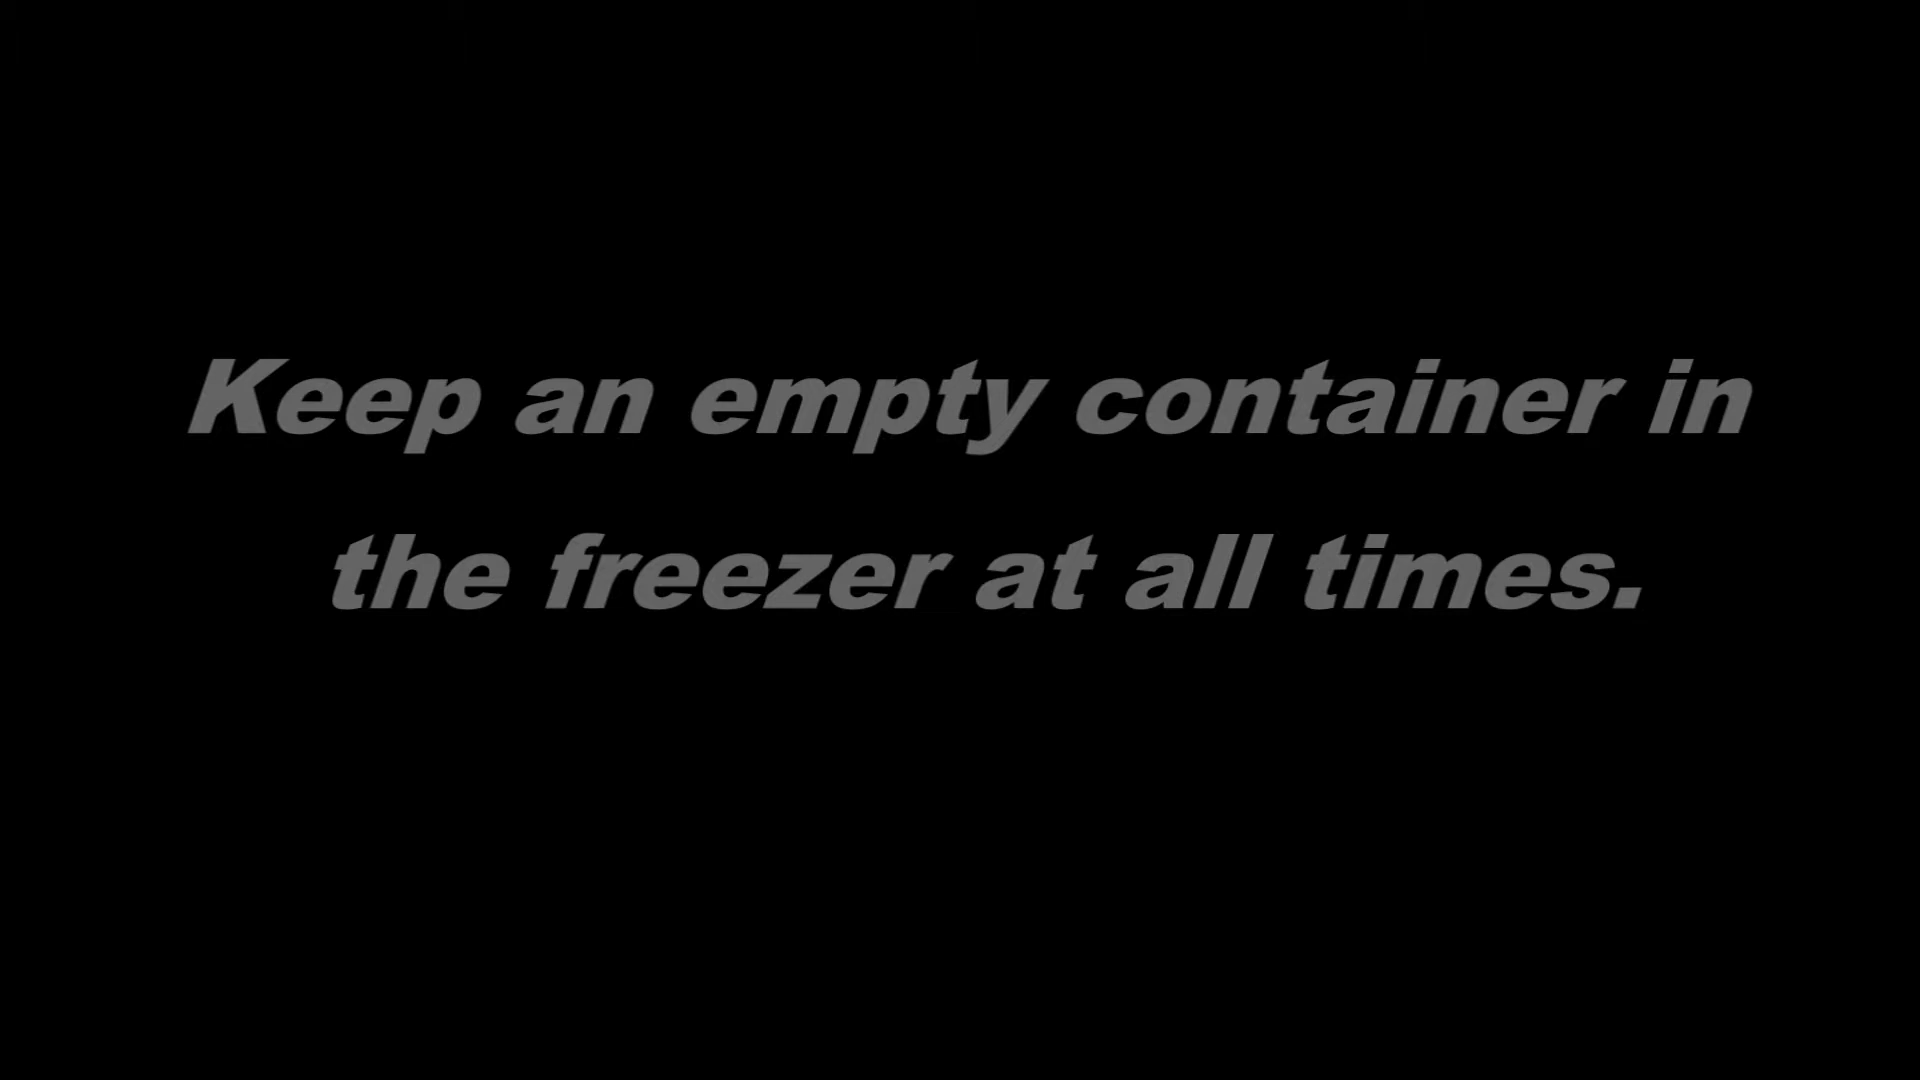 Keep an empty container in
the freezer at all times.